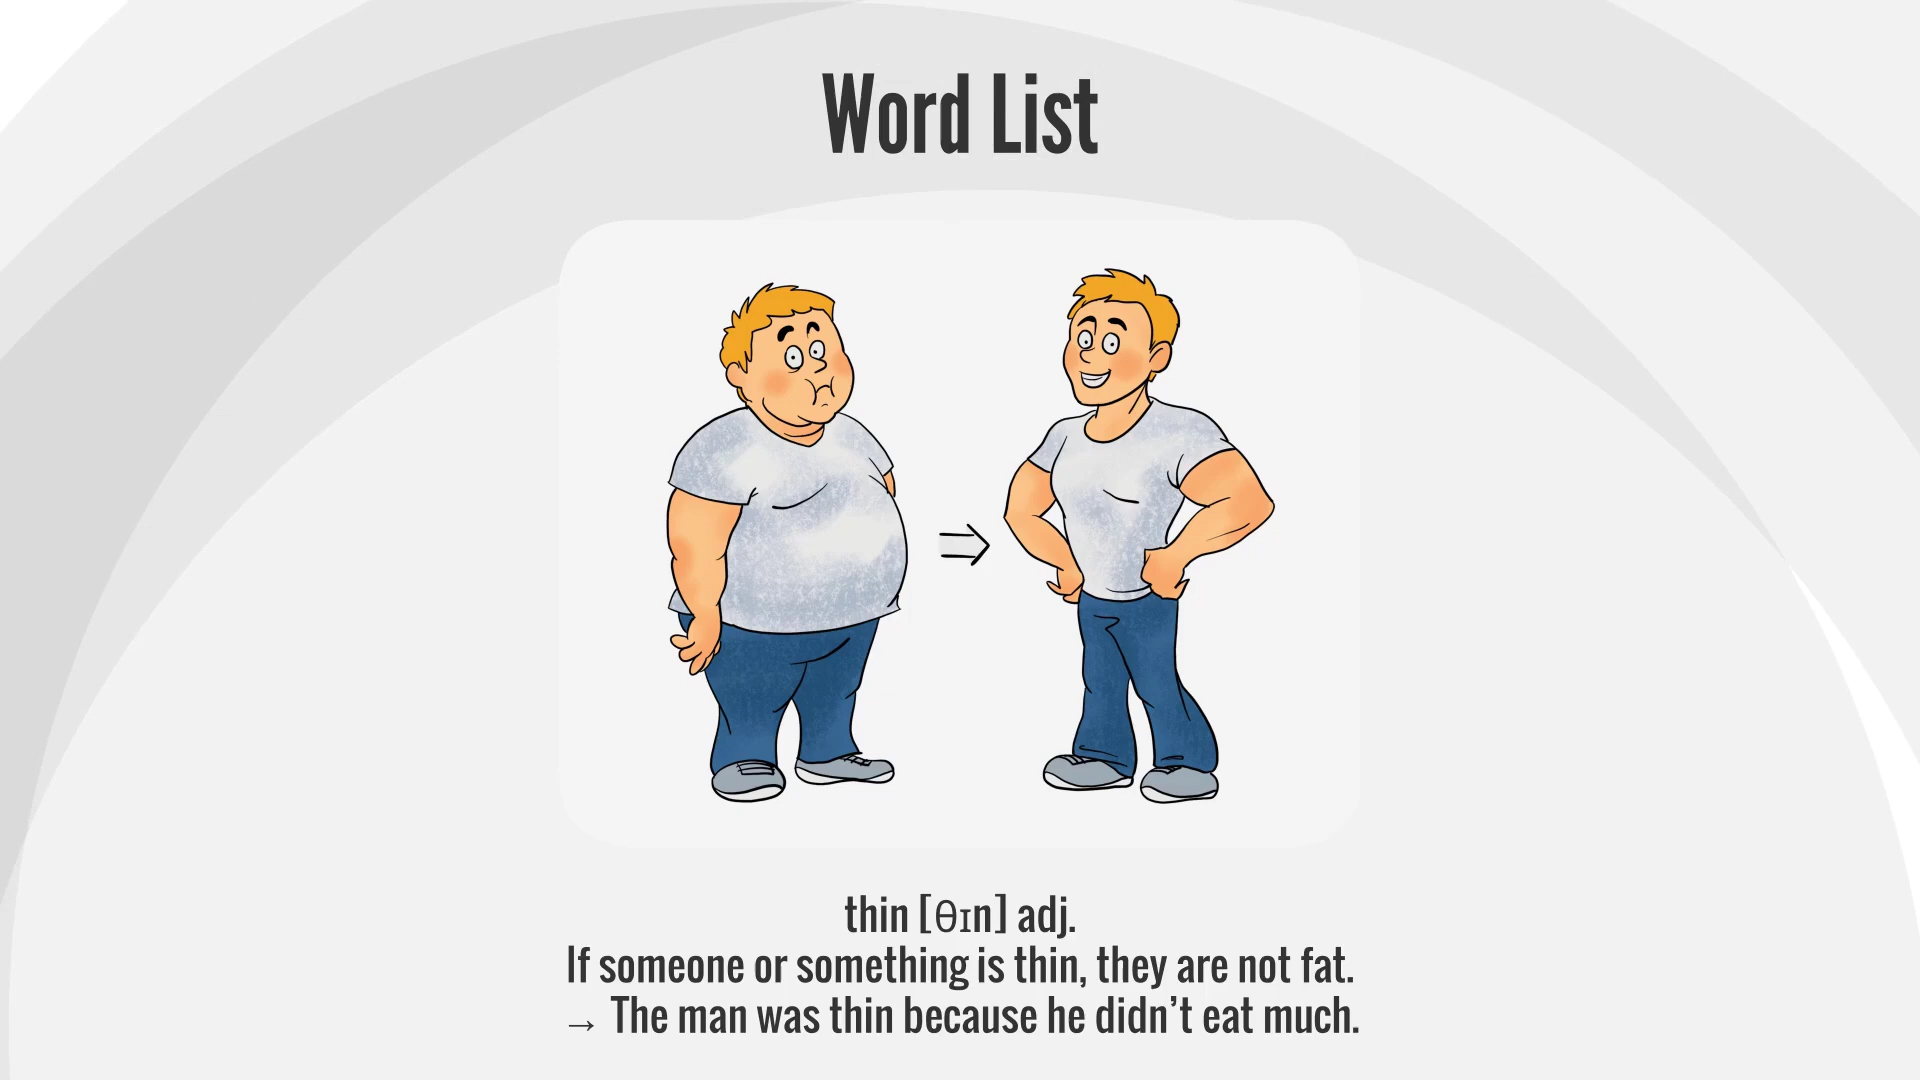 Word List
thin [θɪn] adj.
If someone or something is thin, they are not fat.
→ The man was thin because he didn’t eat much.